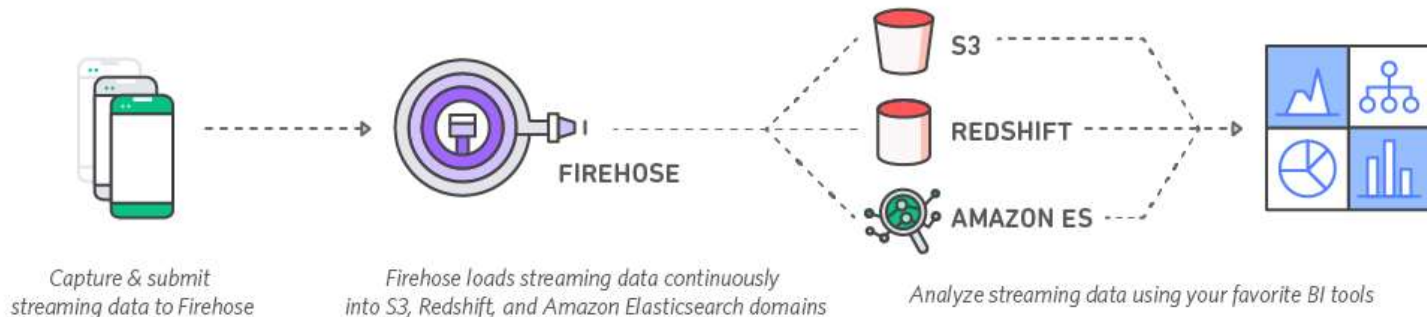 S3
REDSHIFT
FIREHOSE
AMAZON ES
Capture & submit
streaming data to Firehose
Firehose loads streaming data continuously
into S3, Redshift, and Amazon Elasticsearch domains
Analyze streaming data using your favorite BI tools